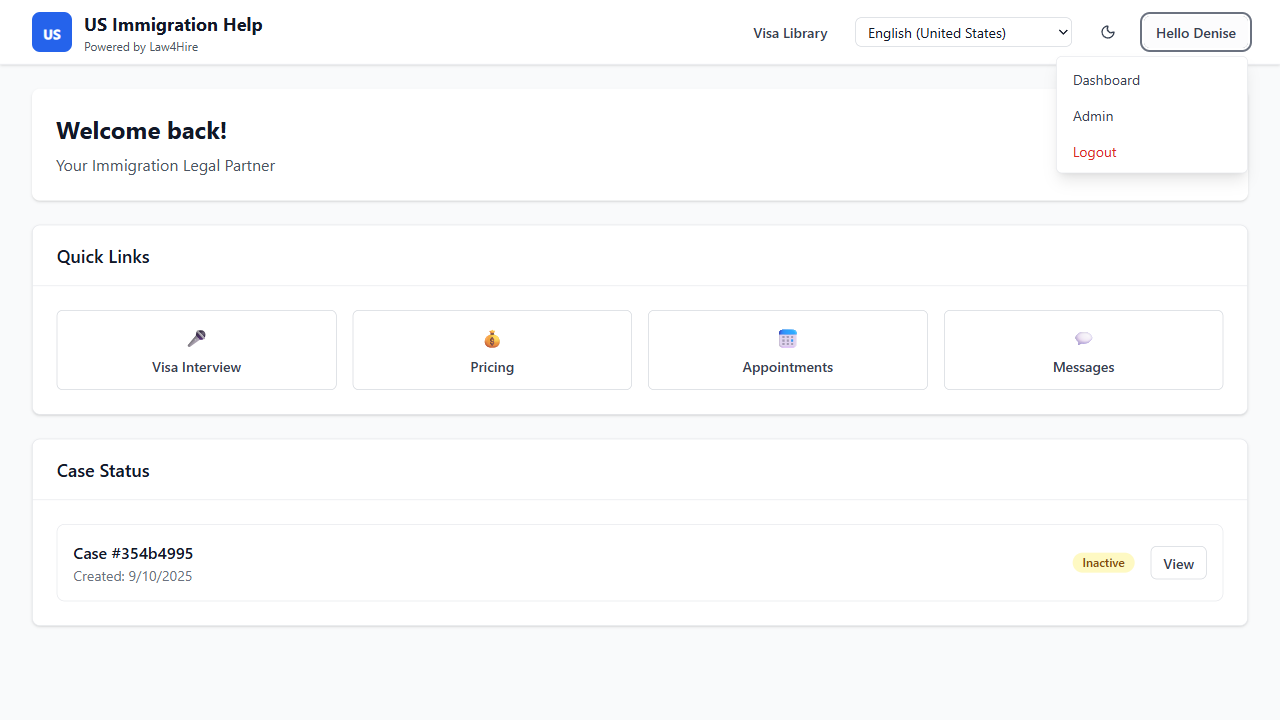 US
US Immigration Help
Powered by Law4Hire
Visa Library
English (United States)
Hello Denise
Dashboard
Admin
Logout
Welcome back!
Your Immigration Legal Partner
Quick Links
Visa Interview
Pricing
Appointments
Messages
Case Status
Case #354b4995
Created: 9/10/2025
Inactive
View